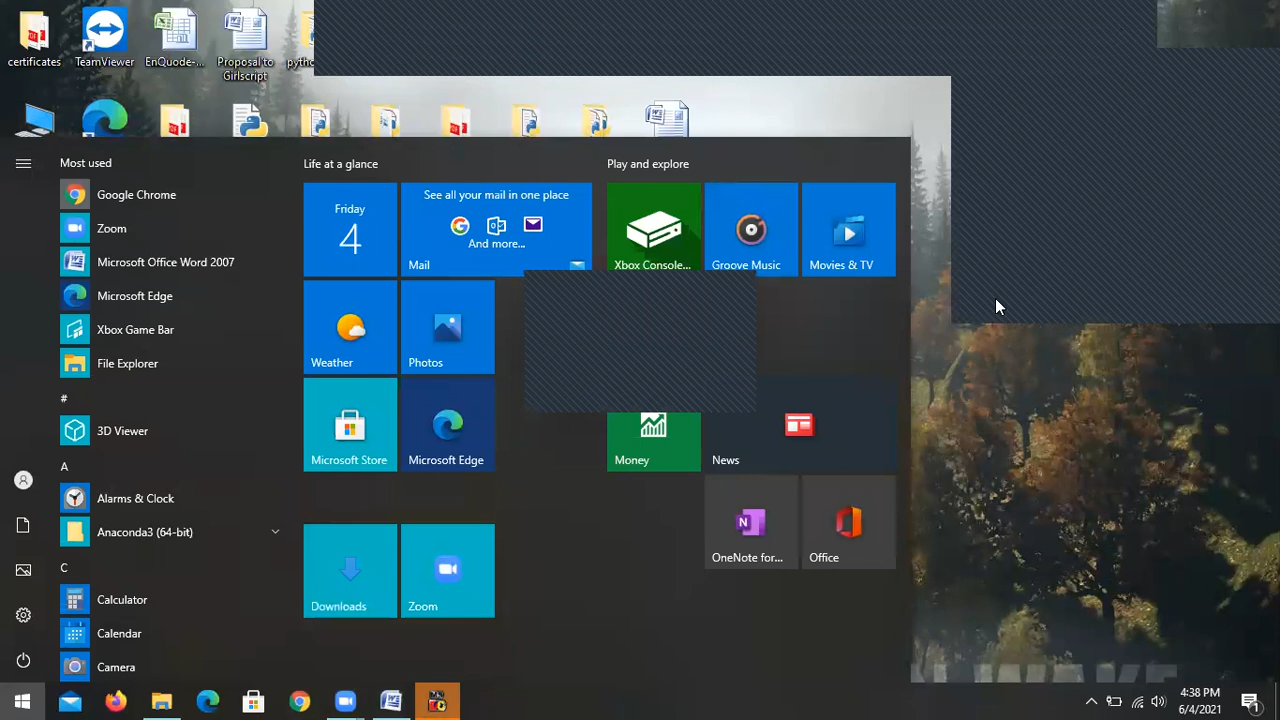 certificates
TeamViewer
EnQuode-...
Proposal to
Girlscript
Most used
Google Chrome
Zoom
Microsoft Office Word 2007
Microsoft Edge
Xbox Game Bar
File Explorer
#
3D Viewer
A
Alarms & Clock
Anaconda3 (64-bit)
C
Calculator
Calendar
Camera
Life at a glance
Friday
4
See all your mail in one place
And more...
Mail
Weather
Photos
Microsoft Store
Microsoft Edge
Downloads
Zoom
Play and explore
Xbox Console...
Groove Music
Movies & TV
Money
News
OneNote for...
Office
4:38 PM
6/4/2021
1